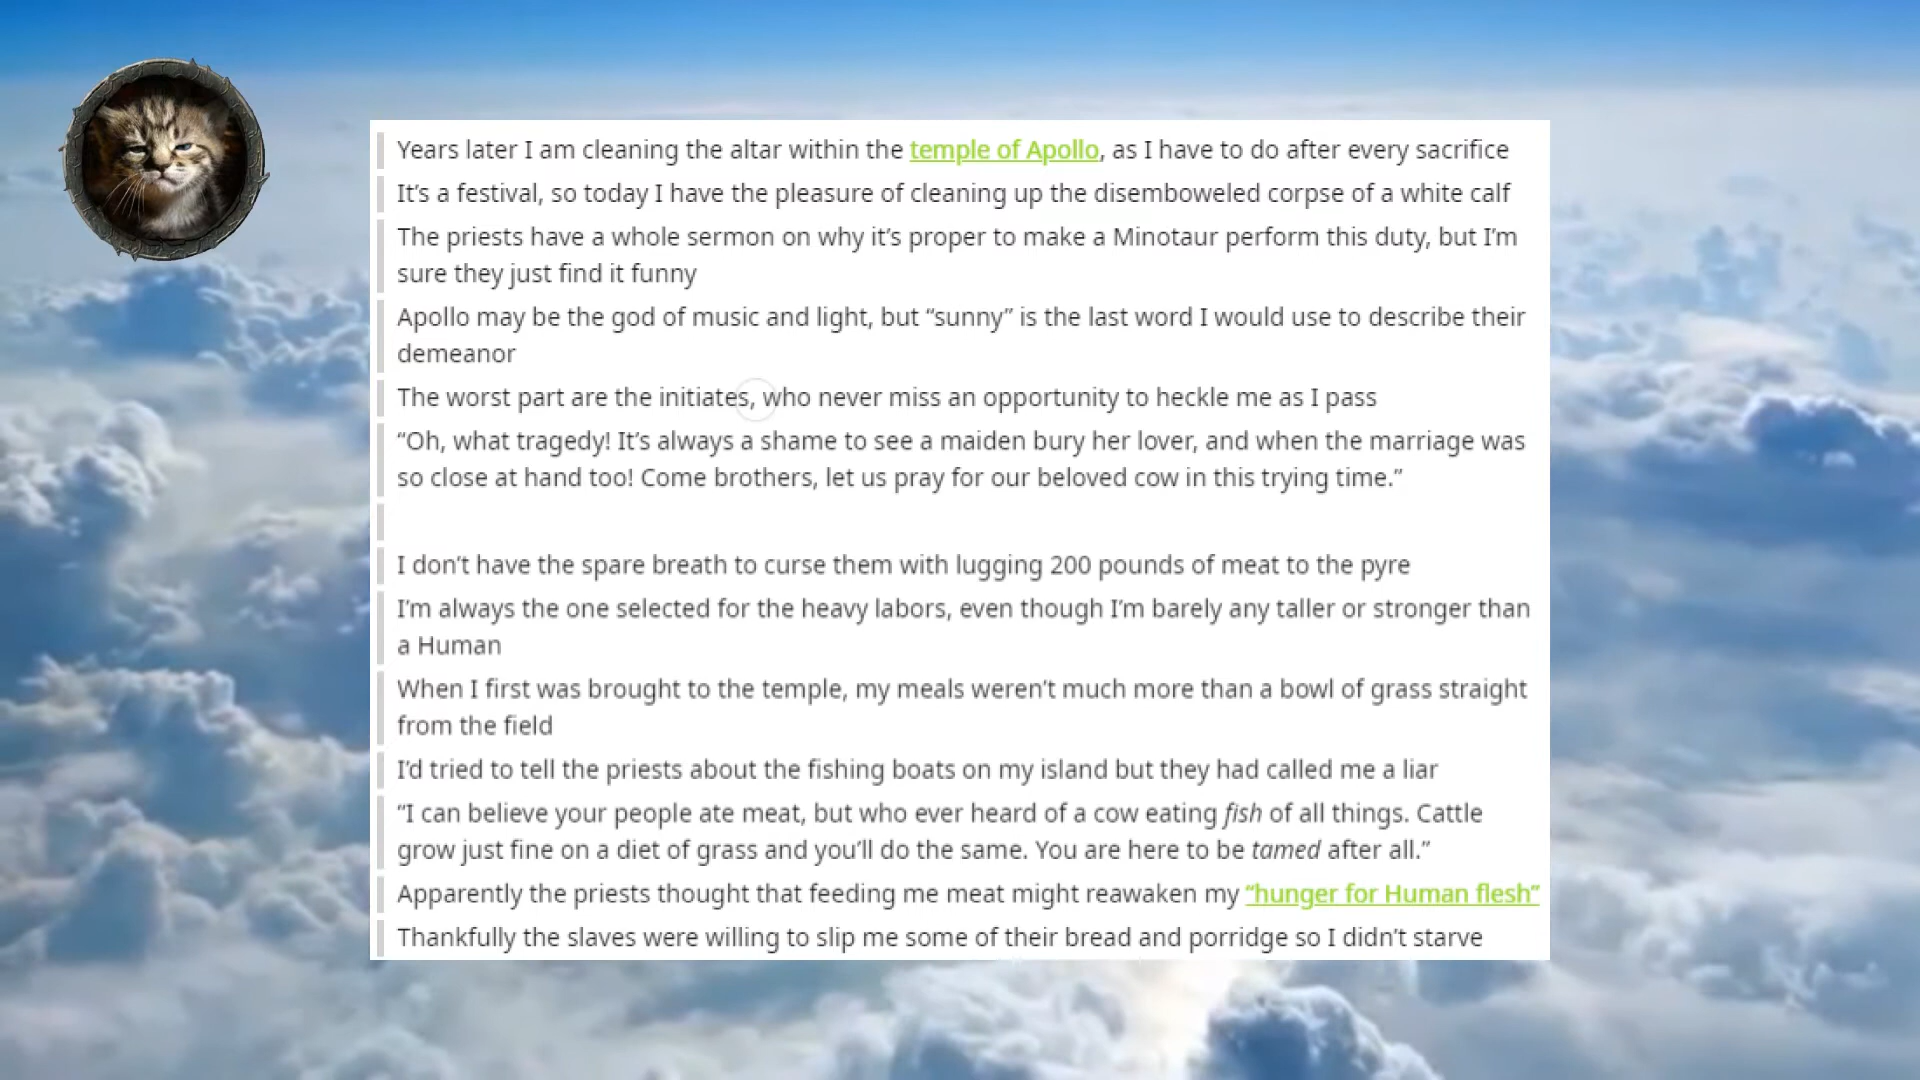 Years later I am cleaning the altar within the temple of Apollo, as I have to do after every sacrifice
It’s a festival, so today I have the pleasure of cleaning up the disemboweled corpse of a white calf
The priests have a whole sermon on why it’s proper to make a Minotaur perform this duty, but I’m
sure they just find it funny
Apollo may be the god of music and light, but “sunny” is the last word I would use to describe their
demeanor
The worst part are the initiates, who never miss an opportunity to heckle me as I pass
“Oh, what tragedy! It’s always a shame to see a maiden bury her lover, and when the marriage was
so close at hand too! Come brothers, let us pray for our beloved cow in this trying time.”
I don’t have the spare breath to curse them with lugging 200 pounds of meat to the pyre
I’m always the one selected for the heavy labors, even though I’m barely any taller or stronger than
a Human
When I first was brought to the temple, my meals weren’t much more than a bowl of grass straight
from the field
I’d tried to tell the priests about the fishing boats on my island but they had called me a liar
“I can believe your people ate meat, but who ever heard of a cow eating fish of all things. Cattle
grow just fine on a diet of grass and you’ll do the same. You are here to be tamed after all.”
Apparently the priests thought that feeding me meat might reawaken my “hunger for Human flesh”
Thankfully the slaves were willing to slip me some of their bread and porridge so I didn’t starve